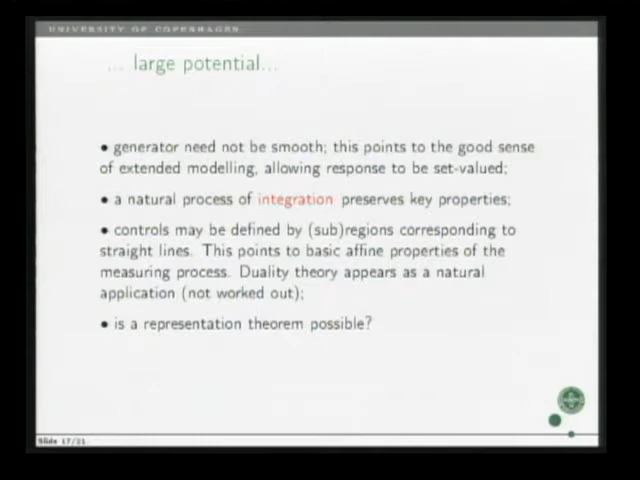 UNIVERSITY OF COPENHAGEN
... large potential...
● generator need not be smooth; this points to the good sense
of extended modelling, allowing response to be set-valued;
● a natural process of integration preserves key properties;
● controls may be defined by (sub)regions corresponding to
straight lines. This points to basic affine properties of the
measuring process. Duality theory appears as a natural
application (not worked out);
● is a representation theorem possible?
Slide 17/21